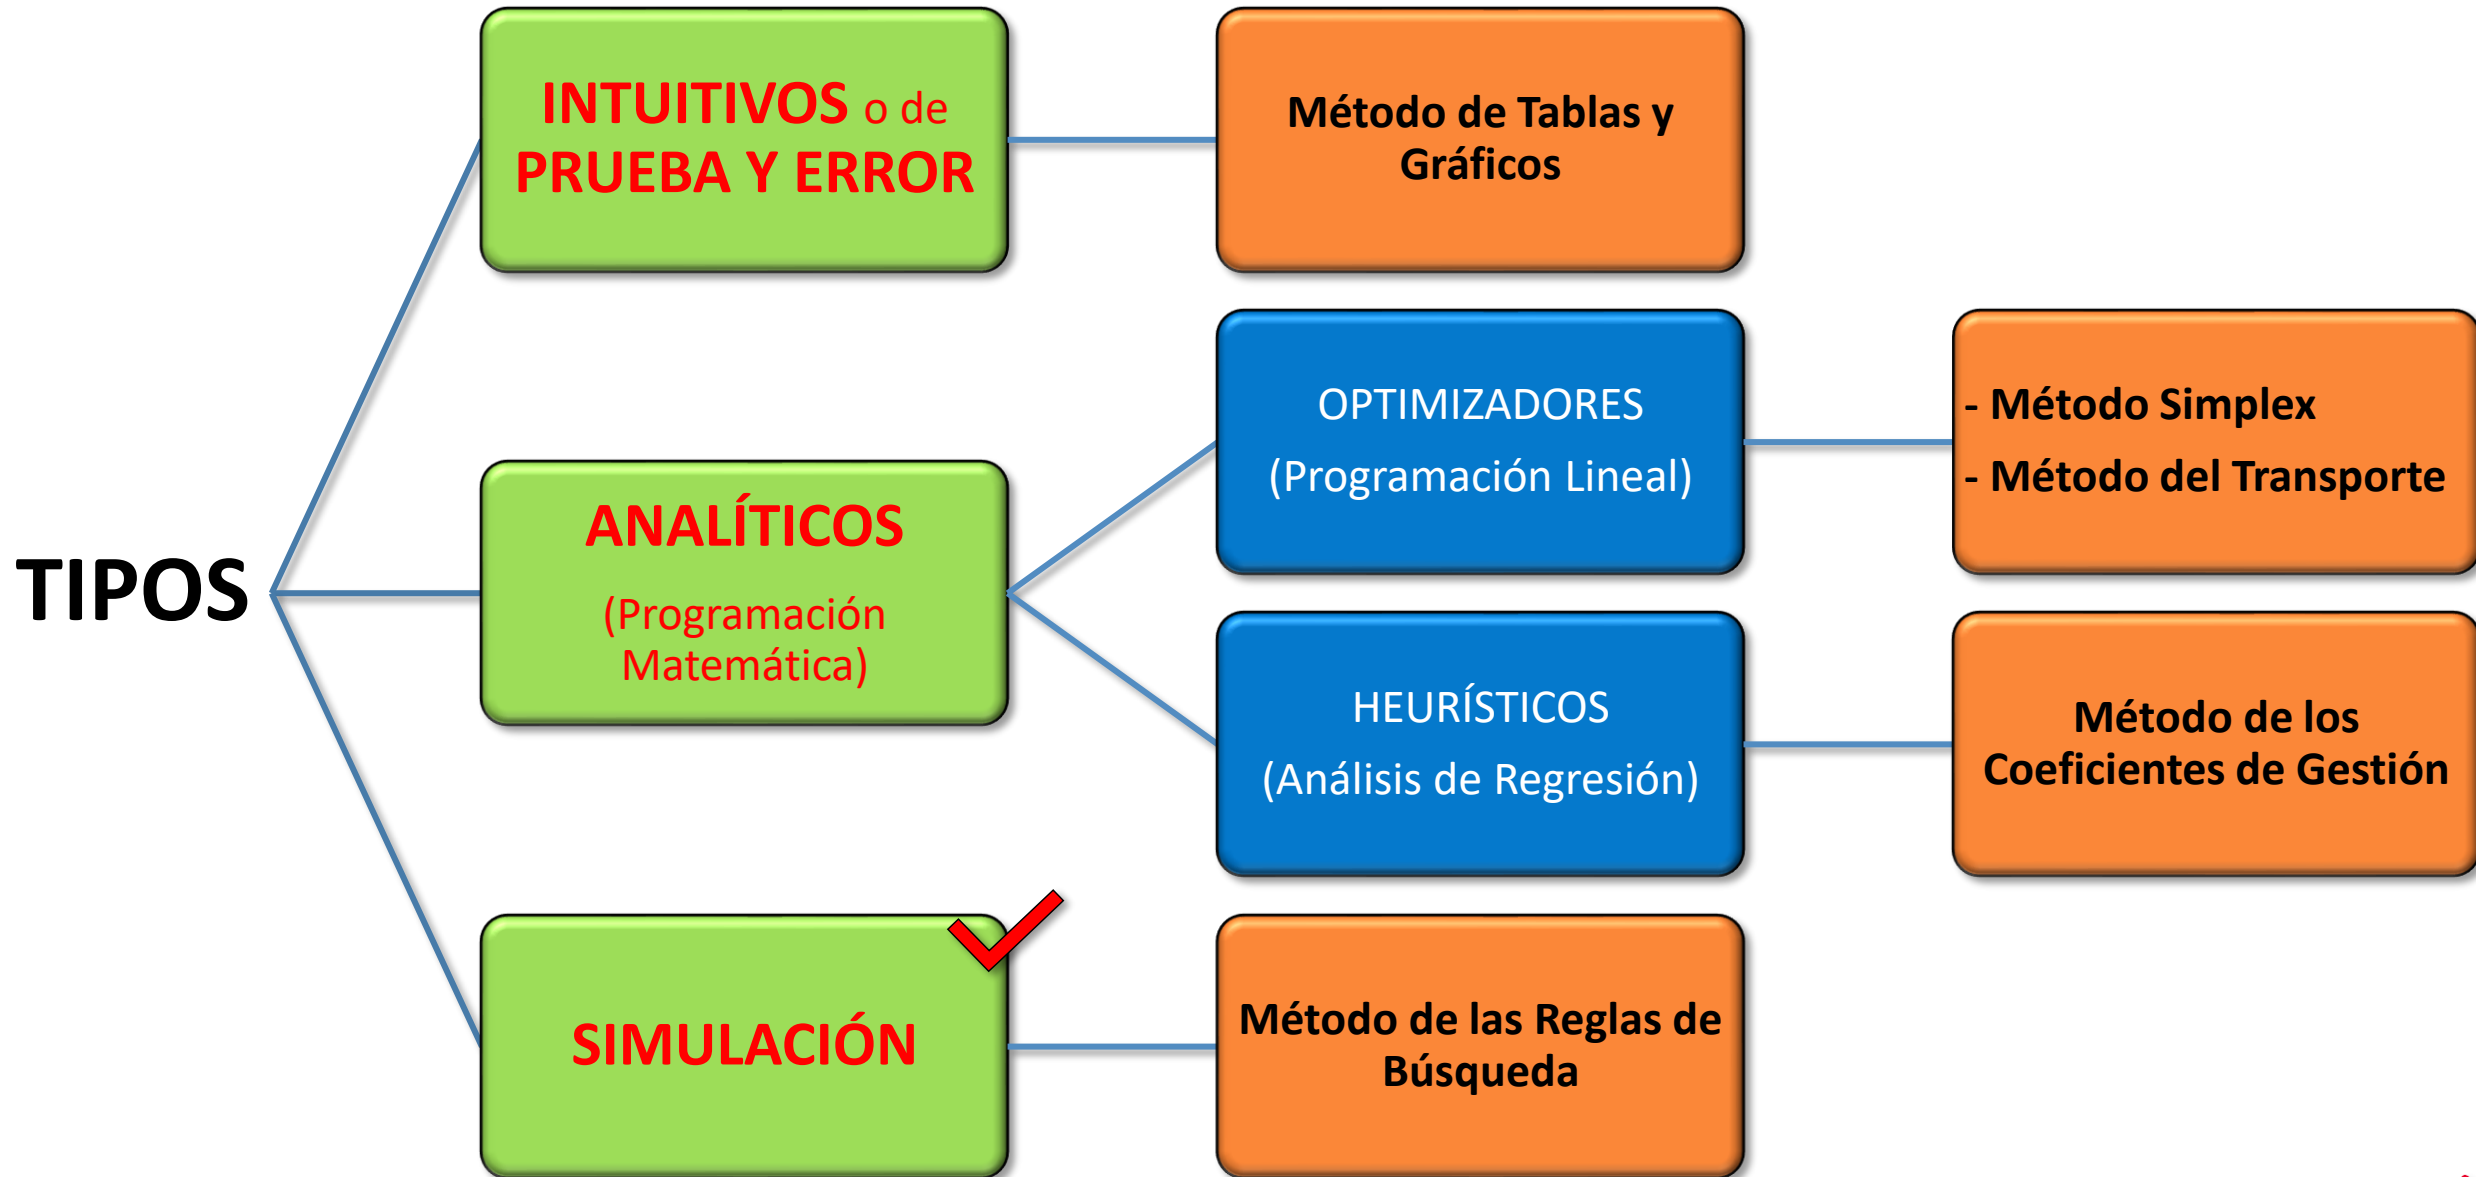 TIPOS
INTUITIVOS o de
PRUEBA Y ERROR
Método de Tablas y
Gráficos
ANALÍTICOS
(Programación
Matemática)
OPTIMIZADORES
(Programación Lineal)
- Método Simplex
- Método del Transporte
HEURÍSTICOS
(Análisis de Regresión)
Método de los
Coeficientes de Gestión
SIMULACIÓN
Método de las Reglas de
Búsqueda